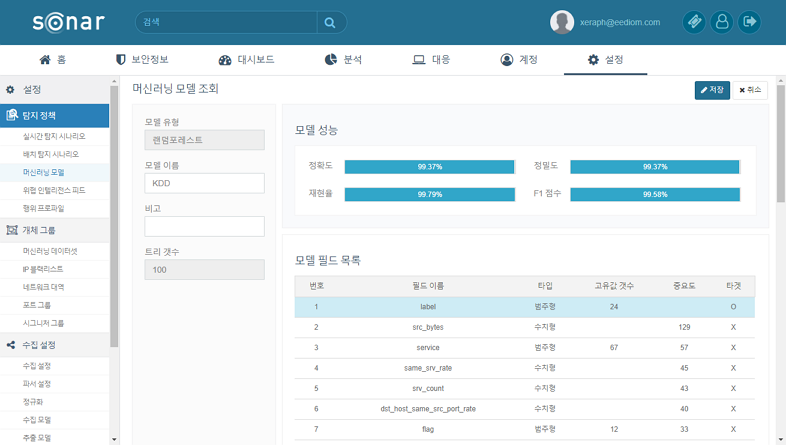 sonar
검색
xeraph@eediom.com
홈 보안정보 대시보드 분석 대응 계정 설정
설정
탐지 정책
실시간 탐지 시나리오
배치 탐지 시나리오
머신러닝 모델
위협 인텔리전스 피드
행위 프로파일
개체 그룹
머신러닝 데이터셋
IP 블랙리스트
네트워크 대역
포트 그룹
시그니처 그룹
수집 설정
수집 설정
파서 설정
정규화
수집 모델
추출 모델
머신러닝 모델 조회
저장 취소
모델 유형
랜덤포레스트
모델 이름
KDD
비고
트리 갯수
100
모델 성능
정확도 99.37% 정밀도 99.37%
재현율 99.79% F1 점수 99.58%
모델 필드 목록
번호 필드 이름 타입 고유값 갯수 중요도 타겟
1 label 범주형 24 O
2 src_bytes 수치형 129 X
3 service 범주형 67 57 X
4 same_srv_rate 수치형 45 X
5 srv_count 수치형 43 X
6 dst_host_same_src_port_rate 수치형 40 X
7 flag 범주형 12 33 X